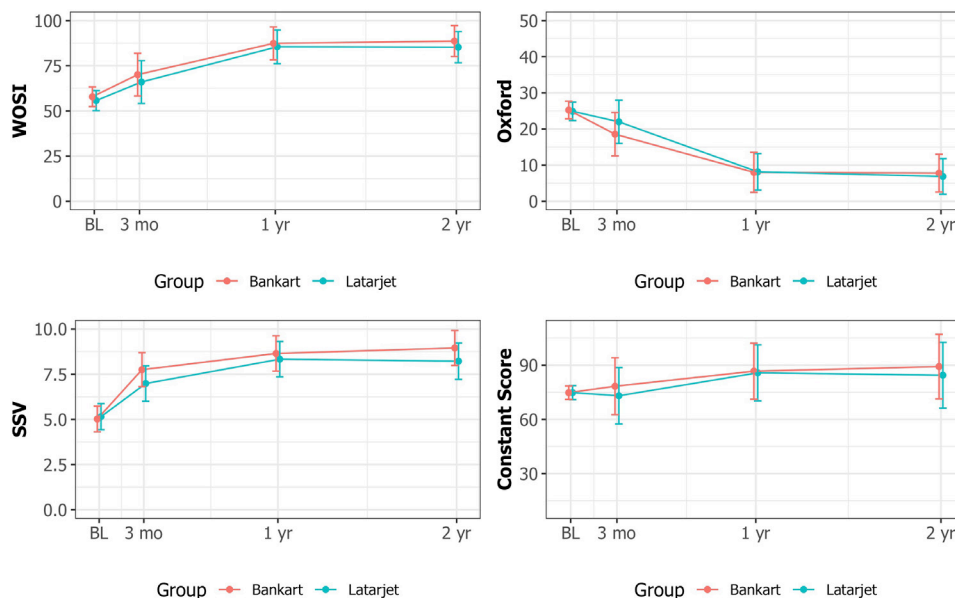 WOSI
100
75
50
25
0
BL 3 mo 1 yr 2 yr
Group Bankart Latarjet
Oxford
50
40
30
20
10
0
BL 3 mo 1 yr 2 yr
Group Bankart Latarjet
SSV
10.0
7.5
5.0
2.5
0.0
BL 3 mo 1 yr 2 yr
Group Bankart Latarjet
Constant Score
90
60
30
BL 3 mo 1 yr 2 yr
Group Bankart Latarjet